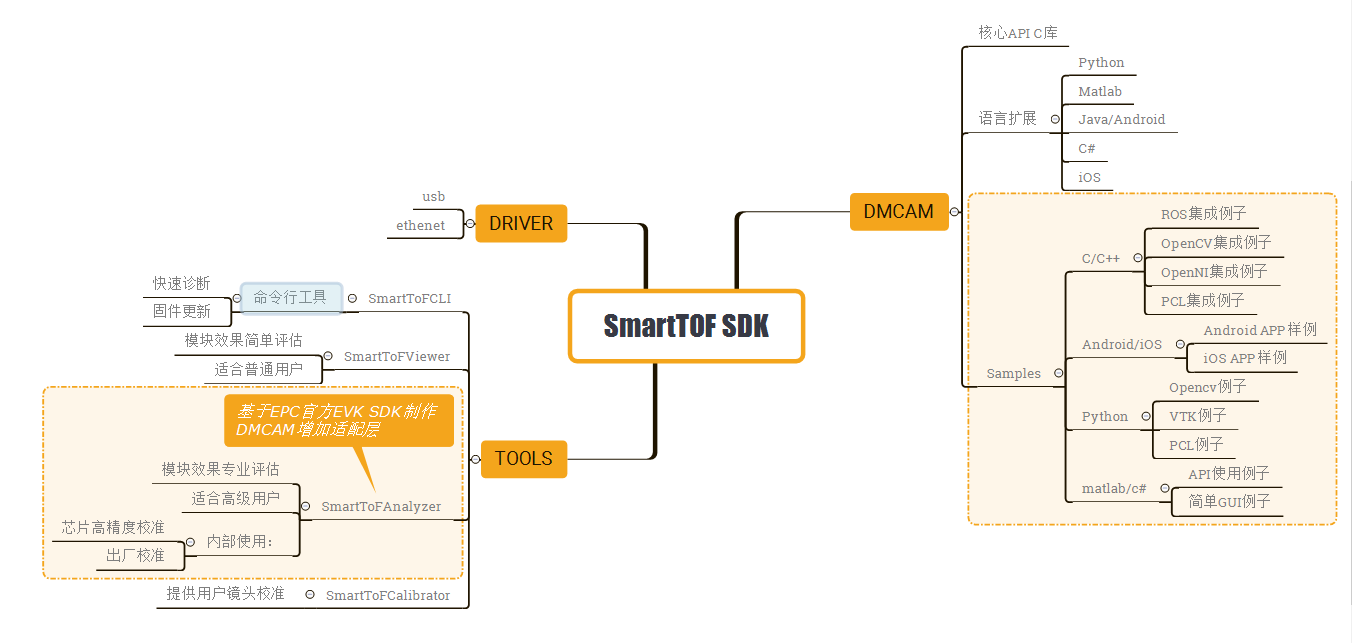 SmartTOF SDK
DMCAM
核心API C库
语言扩展
Python
Matlab
Java/Android
C#
iOS
Samples
C/C++
ROS集成例子
OpenCV集成例子
OpenNI集成例子
PCL集成例子
Android/iOS
Android APP 样例
iOS APP 样例
Python
Opencv例子
VTK例子
PCL例子
matlab/c#
API使用例子
简单GUI例子
DRIVER
usb
ethenet
TOOLS
SmartToFCLI
命令行工具
快速诊断
固件更新
SmartToFViewer
模块效果简单评估
适合普通用户
基于EPC官方EVK SDK制作
DMCAM增加适配层
SmartToFAnalyzer
模块效果专业评估
适合高级用户
内部使用：
芯片高精度校准
出厂校准
SmartToFCalibrator
提供用户镜头校准